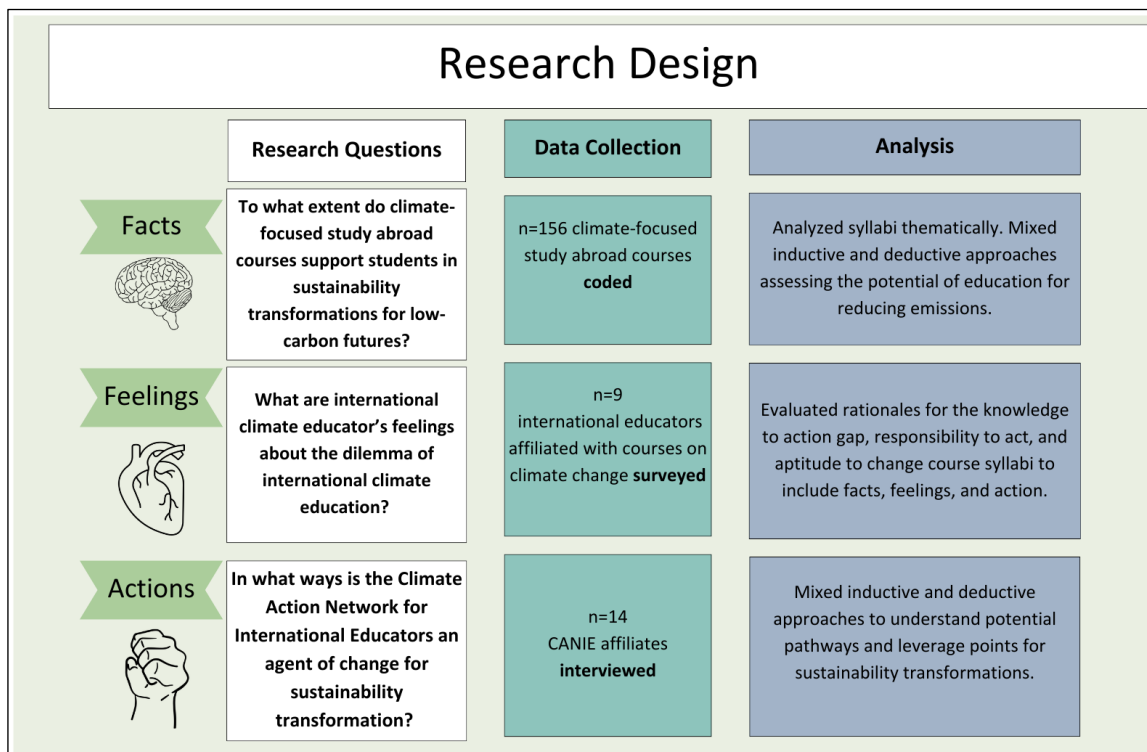 Research Design
Research Questions
Data Collection
Analysis
Facts
To what extent do climate-
focused study abroad
courses support students in
sustainability
transformations for low-
carbon futures?
n=156 climate-focused
study abroad courses
coded
Analyzed syllabi thematically. Mixed
inductive and deductive approaches
assessing the potential of education for
reducing emissions.
Feelings
What are international
climate educator's feelings
about the dilemma of
international climate
education?
n=9
international educators
affiliated with courses on
climate change surveyed
Evaluated rationales for the knowledge
to action gap, responsibility to act, and
aptitude to change course syllabi to
include facts, feelings, and action.
Actions
In what ways is the Climate
Action Network for
International Educators an
agent of change for
sustainability
transformation?
n=14
CANIE affiliates
interviewed
Mixed inductive and deductive
approaches to understand potential
pathways and leverage points for
sustainability transformations.